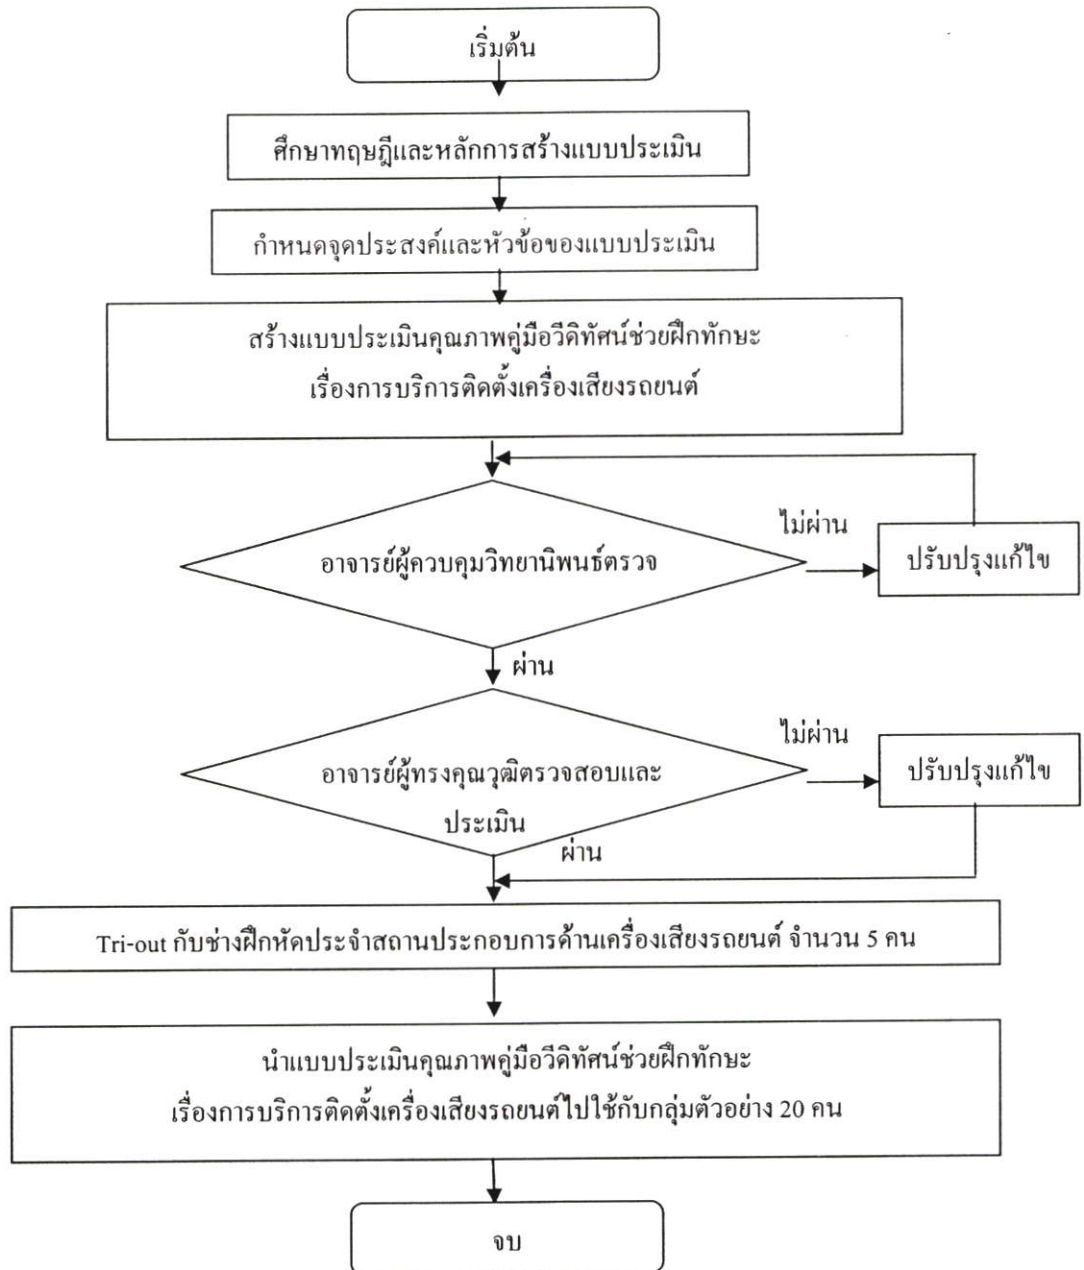 เริ่มต้น
ศึกษาทฤษฎีและหลักการสร้างแบบประเมิน
กำหนดจุดประสงค์และหัวข้อของแบบประเมิน
สร้างแบบประเมินคุณภาพคู่มือวีดิทัศน์ช่วยฝึกทักษะ
เรื่องการบริการติดตั้งเครื่องเสียงรถยนต์
ไม่ผ่าน
อาจารย์ผู้ควบคุมวิทยานิพนธ์ตรวจ
ปรับปรุงแก้ไข
ผ่าน
ไม่ผ่าน
อาจารย์ผู้ทรงคุณวุฒิตรวจสอบและ
ประเมิน
ปรับปรุงแก้ไข
ผ่าน
Tri-out กับช่างฝึกหัดประจำสถานประกอบการด้านเครื่องเสียงรถยนต์ จำนวน 5 คน
นำแบบประเมินคุณภาพคู่มือวีดิทัศน์ช่วยฝึกทักษะ
เรื่องการบริการติดตั้งเครื่องเสียงรถยนต์ไปใช้กับกลุ่มตัวอย่าง 20 คน
จบ